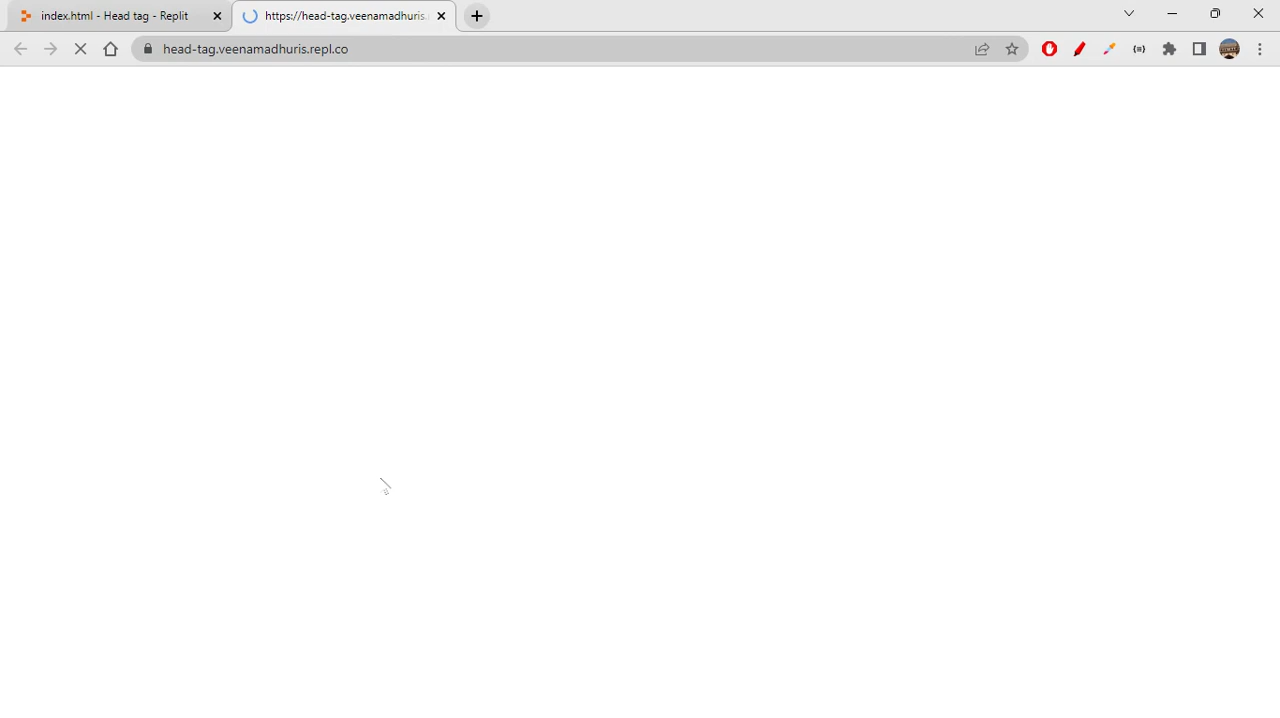 index.html - Head tag - Replit
https://head-tag.veenamadhuris.
head-tag.veenamadhuris.repl.co